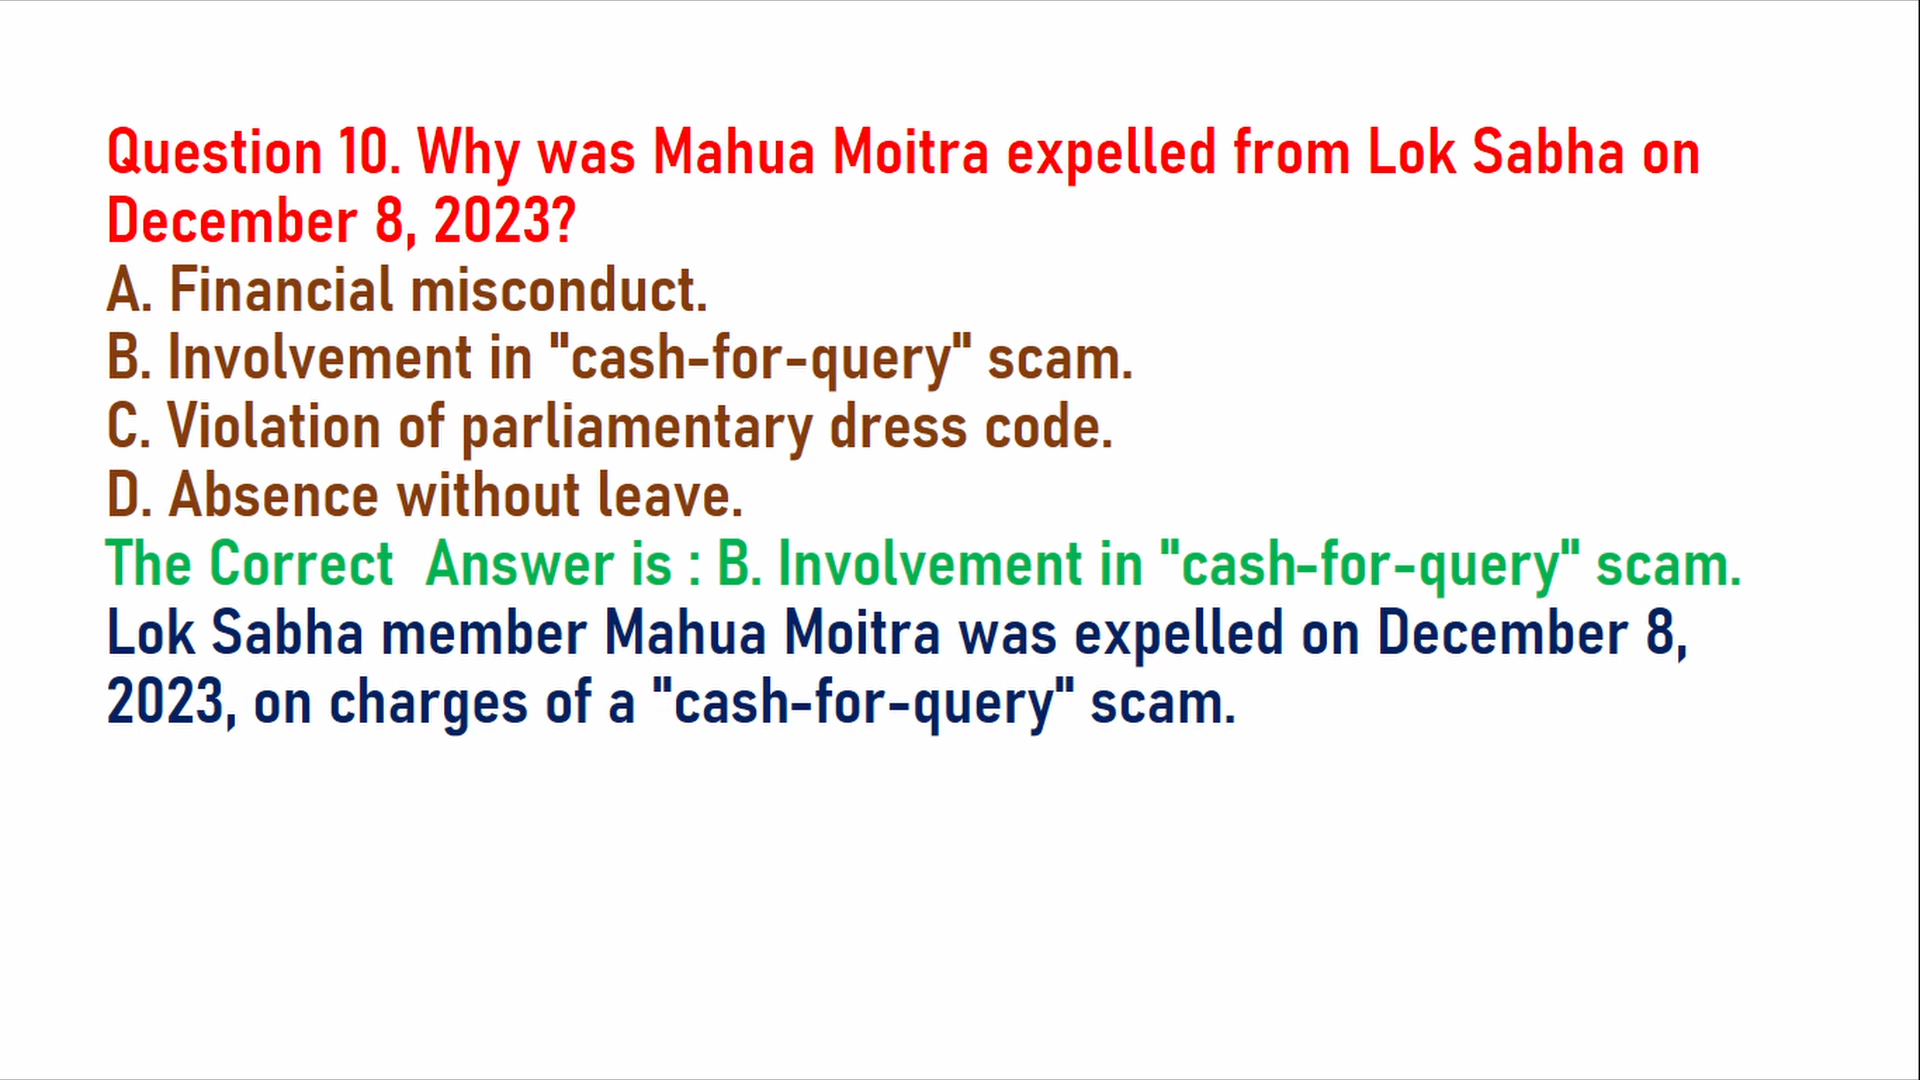 Question 10. Why was Mahua Moitra expelled from Lok Sabha on
December 8, 2023?
A. Financial misconduct.
B. Involvement in "cash-for-query" scam.
C. Violation of parliamentary dress code.
D. Absence without leave.
The Correct  Answer is : B. Involvement in "cash-for-query" scam.
Lok Sabha member Mahua Moitra was expelled on December 8,
2023, on charges of a "cash-for-query" scam.